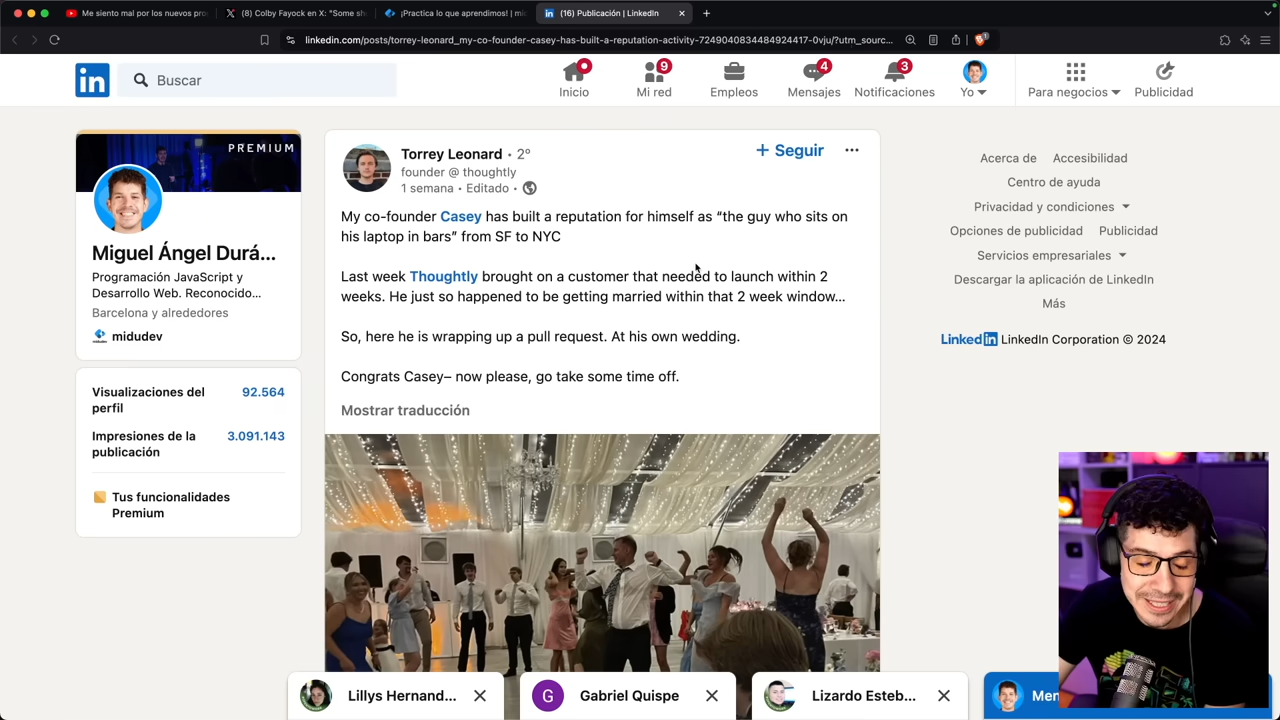 Me siento mal por los nuevos pro
(8) Colby Fayock en X: "Some sh
¡Practica lo que aprendimos! | mi
(16) Publicación | LinkedIn
linkedin.com/posts/torrey-leonard_my-co-founder-casey-has-built-a-reputation-activity-7249040834484924417-0vju/?utm_sourc...
in
Buscar
9
4
3
Inicio
Mi red
Empleos
Mensajes
Notificaciones
Yo
Para negocios
Publicidad
PREMIUM
Miguel Ángel Durá...
Programación JavaScript y
Desarrollo Web. Reconocido...
Barcelona y alrededores
midudev
Visualizaciones del
perfil
92.564
Impresiones de la
publicación
3.091.143
Tus funcionalidades
Premium
Torrey Leonard • 2°
founder @ thoughtly
1 semana • Editado •
+ Seguir
My co-founder Casey has built a reputation for himself as “the guy who sits on
his laptop in bars” from SF to NYC
Last week Thoughtly brought on a customer that needed to launch within 2
weeks. He just so happened to be getting married within that 2 week window...
So, here he is wrapping up a pull request. At his own wedding.
Congrats Casey– now please, go take some time off.
Mostrar traducción
Acerca de
Accesibilidad
Centro de ayuda
Privacidad y condiciones
Opciones de publicidad
Publicidad
Servicios empresariales
Descargar la aplicación de LinkedIn
Más
LinkedIn LinkedIn Corporation © 2024
Lillys Hernand...
G
Gabriel Quispe
Lizardo Esteb...
Men